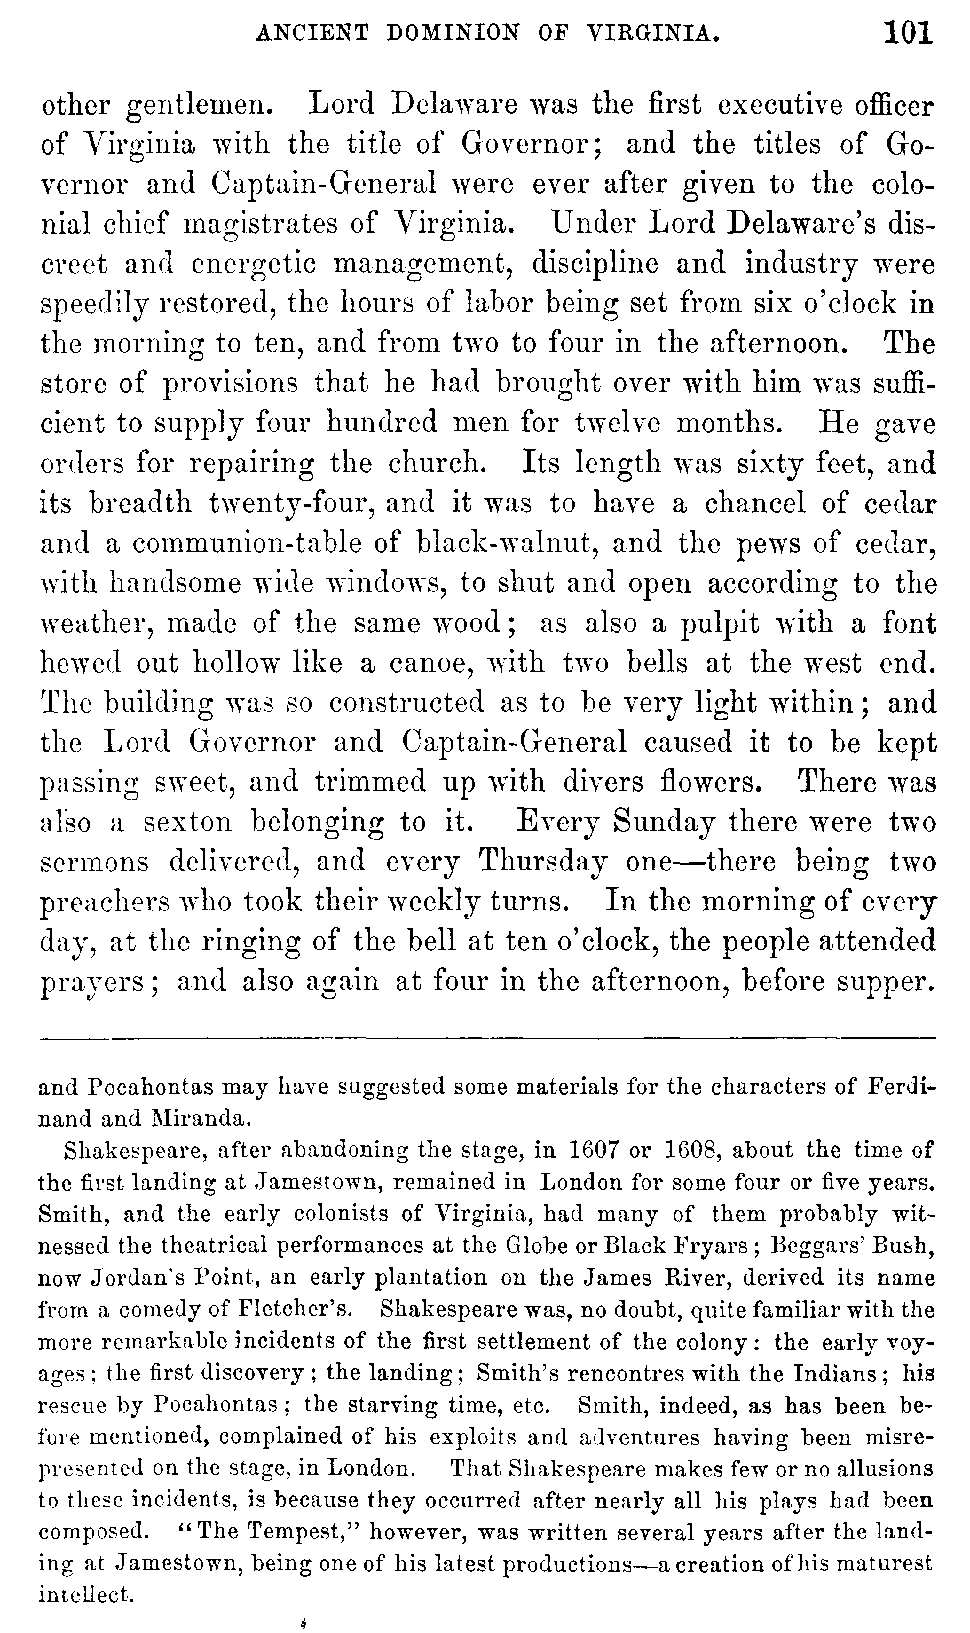 ANCIENT DOMINION OF VIRGINIA. 101
other gentlemen. Lord Delaware was the first executive officer
of Virginia with the title of Governor; and the titles of Go-
vernor and Captain-General were ever after given to the colo-
nial chief magistrates of Virginia. Under Lord Delaware's dis-
creet and energetic management, discipline and industry were
speedily restored, the hours of labor being set from six o'clock in
the morning to ten, and from two to four in the afternoon. The
store of provisions that he had brought over with him was suffi-
cient to supply four hundred men for twelve months. He gave
orders for repairing the church. Its length was sixty feet, and
its breadth twenty-four, and it was to have a chancel of cedar
and a communion-table of black-walnut, and the pews of cedar,
with handsome wide windows, to shut and open according to the
weather, made of the same wood; as also a pulpit with a font
hewed out hollow like a canoe, with two bells at the west end.
The building was so constructed as to be very light within; and
the Lord Governor and Captain-General caused it to be kept
passing sweet, and trimmed up with divers flowers. There was
also a sexton belonging to it. Every Sunday there were two
sermons delivered, and every Thursday one—there being two
preachers who took their weekly turns. In the morning of every
day, at the ringing of the bell at ten o'clock, the people attended
prayers; and also again at four in the afternoon, before supper.
and Pocahontas may have suggested some materials for the characters of Ferdi-
nand and Miranda.
Shakespeare, after abandoning the stage, in 1607 or 1608, about the time of
the first landing at Jamestown, remained in London for some four or five years.
Smith, and the early colonists of Virginia, had many of them probably wit-
nessed the theatrical performances at the Globe or Black Fryars; Beggars' Bush,
now Jordan's Point, an early plantation on the James River, derived its name
from a comedy of Fletcher's. Shakespeare was, no doubt, quite familiar with the
more remarkable incidents of the first settlement of the colony: the early voy-
ages; the first discovery; the landing; Smith's rencontres with the Indians; his
rescue by Pocahontas; the starving time, etc. Smith, indeed, as has been be-
fore mentioned, complained of his exploits and adventures having been misre-
presented on the stage, in London. That Shakespeare makes few or no allusions
to these incidents, is because they occurred after nearly all his plays had been
composed. "The Tempest," however, was written several years after the land-
ing at Jamestown, being one of his latest productions—a creation of his maturest
intellect.